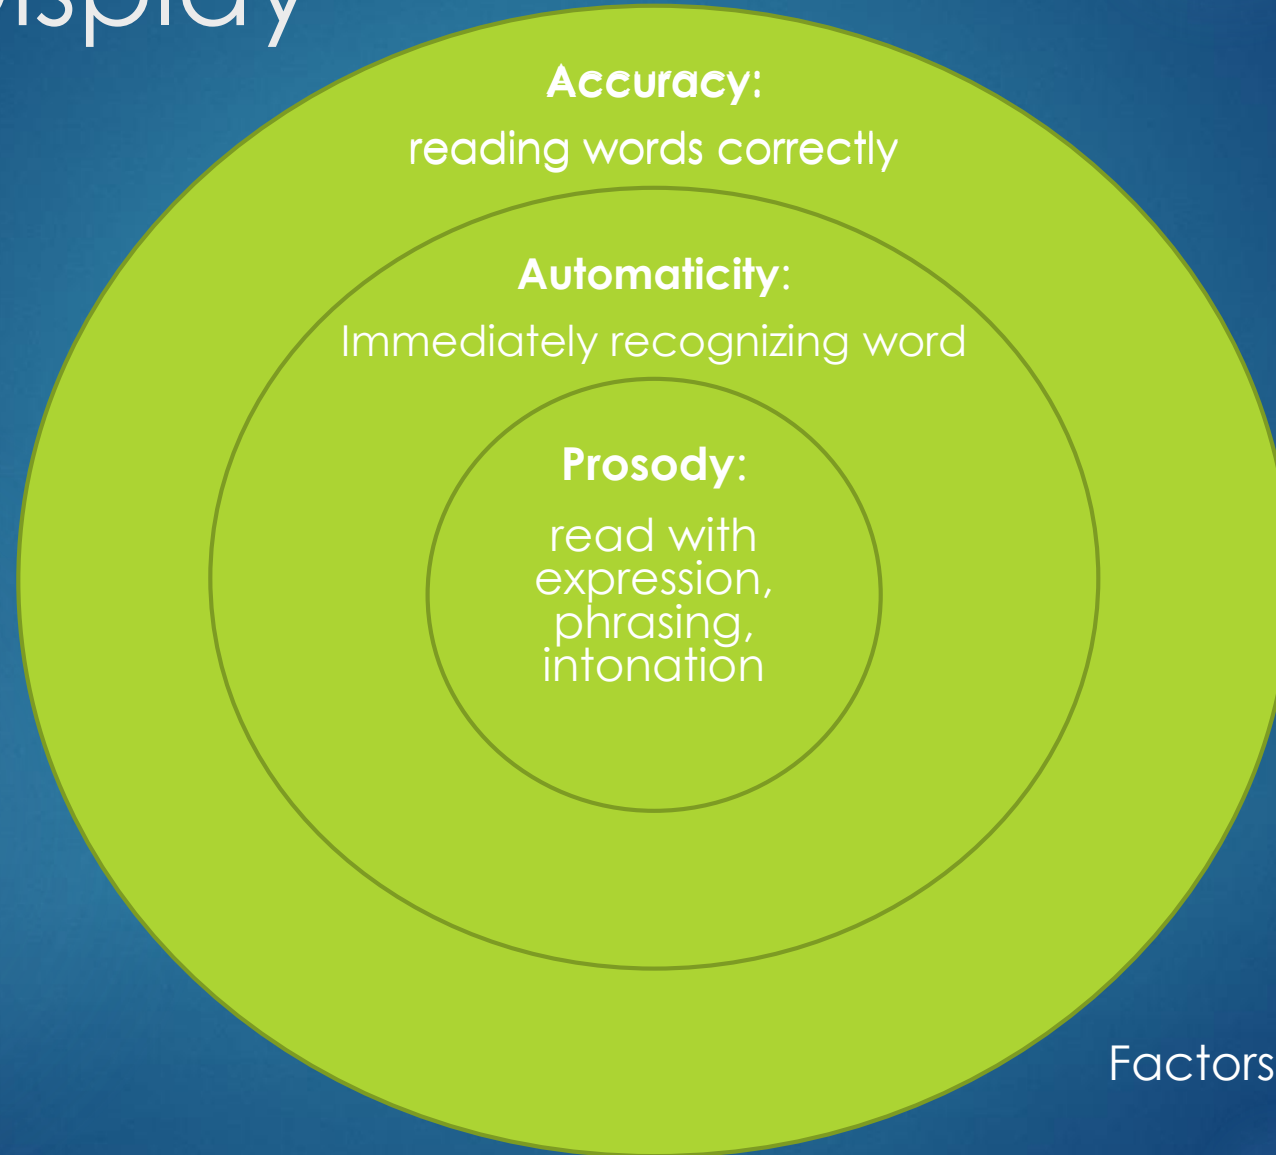 Accuracy:
reading words correctly
Automaticity:
Immediately recognizing word
Prosody:
read with
expression,
phrasing,
intonation
Factors